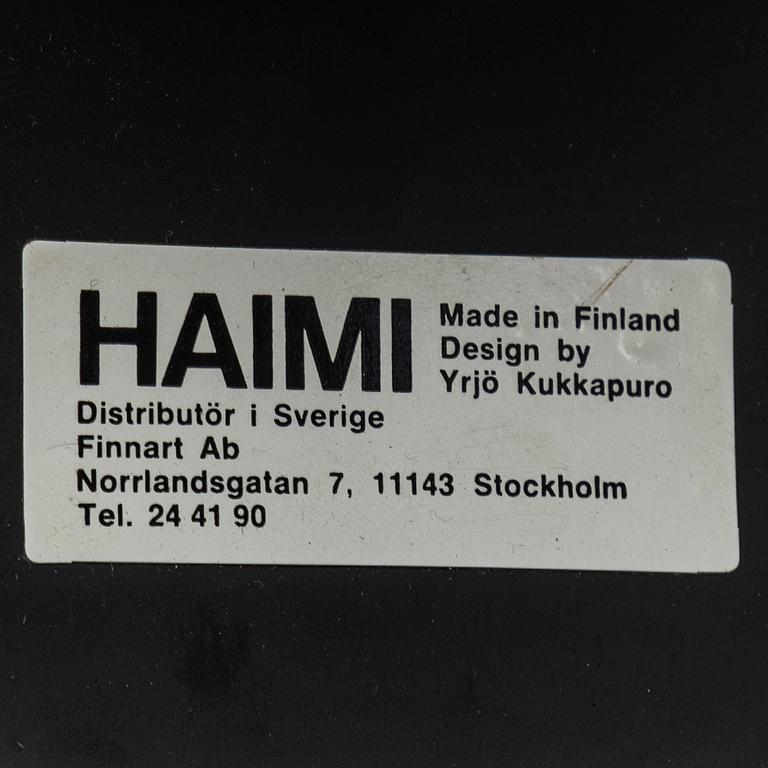 HAIMI
Made in Finland
Design by
Yrjö Kukkapuro
Distributör i Sverige
Finnart Ab
Norrlandsgatan 7, 11143 Stockholm
Tel. 24 41 90